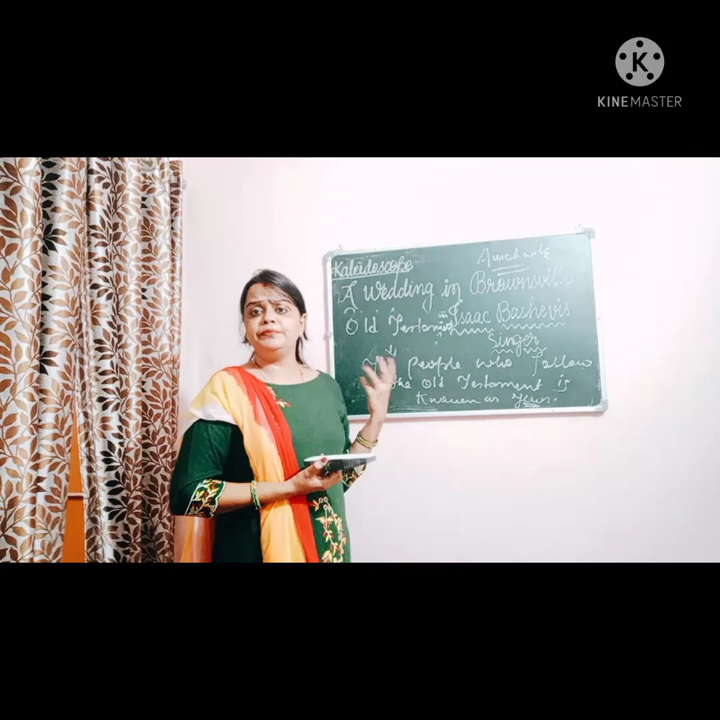 KINEMASTER
Kaleidoscope
Auschwitz
A Wedding in Brownsville
Isaac Bashevis
Singer
Old Testament
people who follow
the Old Testament is
as Jews.